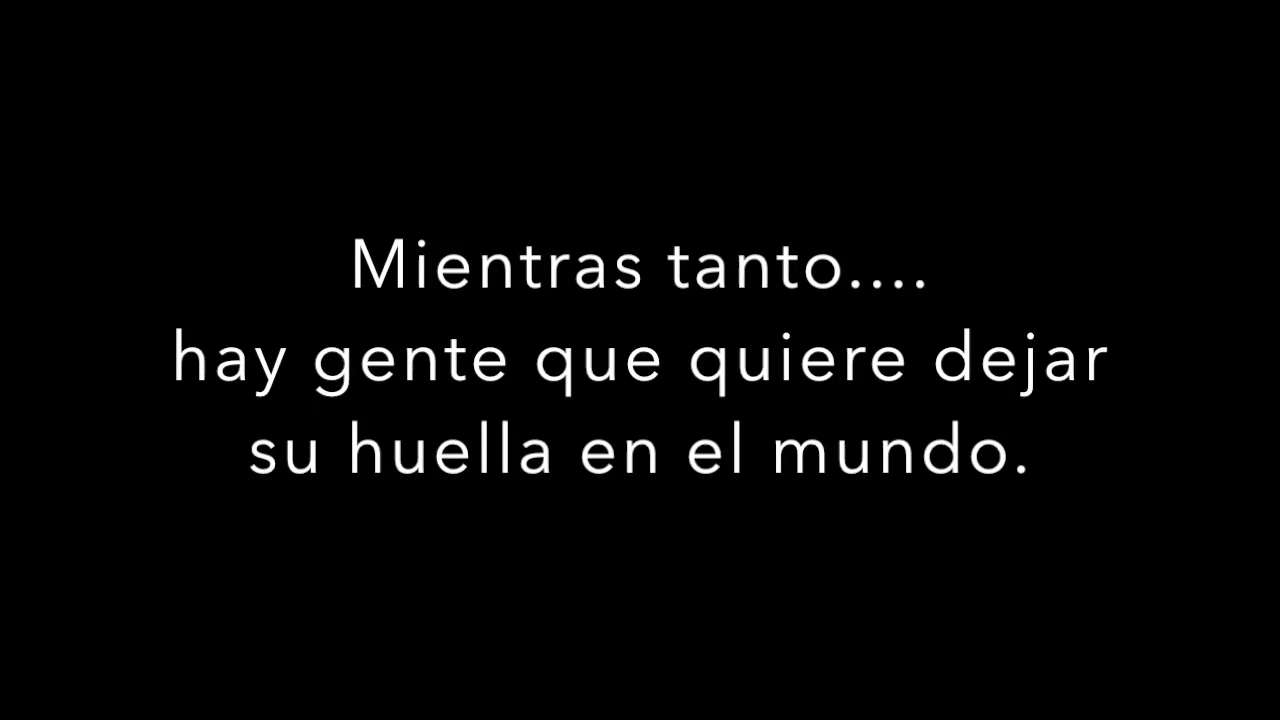 Mientras tanto....
hay gente que quiere dejar
su huella en el mundo.